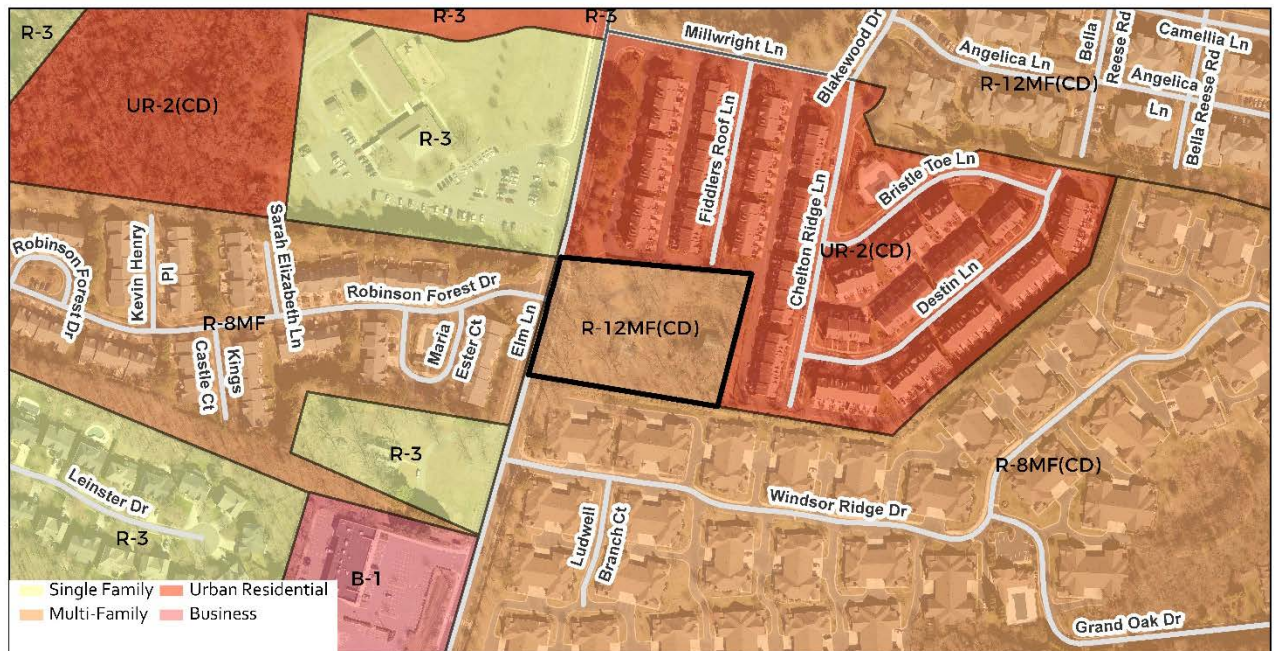 R-3
R-3
R-3
UR-2(CD)
R-3
Millwright Ln
Blakewood Dr
Angelica Ln
Bella
Reese Rd
Camellia Ln
Angelica
Ln
Bella Reese Rd
R-12MF(CD)
Fiddlers Roof Ln
Chelton Ridge Ln
Bristle Toe Ln
UR-2(CD)
Destin Ln
Robinson
Forest Dr
Kevin Henry
Pl
Sarah Elizabeth Ln
Robinson Forest Dr
R-8MF
Kings
Castle Ct
Maria
Ester Ct
Elm Ln
R-12MF(CD)
R-3
R-8MF(CD)
Leinster Dr
R-3
Windsor Ridge Dr
Ludwell
Branch Ct
B-1
Grand Oak Dr
Single Family
Urban Residential
Multi-Family
Business